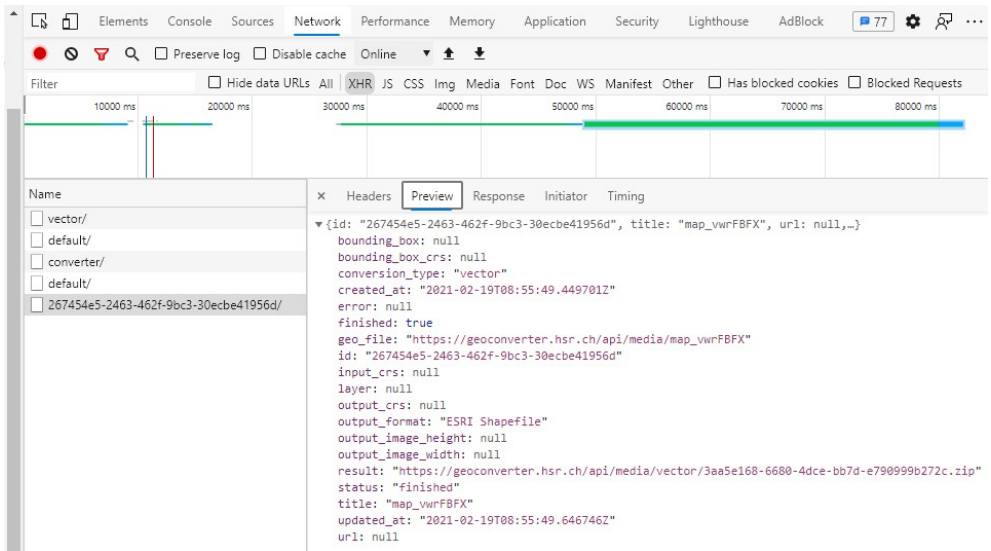 Elements Console Sources Network Performance Memory Application Security Lighthouse AdBlock 77
Preserve log Disable cache Online
Filter Hide data URLs All XHR JS CSS Img Media Font Doc WS Manifest Other Has blocked cookies Blocked Requests
10000 ms 20000 ms 30000 ms 40000 ms 50000 ms 60000 ms 70000 ms 80000 ms
Name
× Headers Preview Response Initiator Timing
vector/
default/
converter/
default/
267454e5-2463-462f-9bc3-30ecbe41956d/
▼{id: "267454e5-2463-462f-9bc3-30ecbe41956d", title: "map_vwrFBFX", url: null,…}
bounding_box: null
bounding_box_crs: null
conversion_type: "vector"
created_at: "2021-02-19T08:55:49.449701Z"
error: null
finished: true
geo_file: "https://geoconverter.hsr.ch/api/media/map_vwrFBFX"
id: "267454e5-2463-462f-9bc3-30ecbe41956d"
input_crs: null
layer: null
output_crs: null
output_format: "ESRI Shapefile"
output_image_height: null
output_image_width: null
result: "https://geoconverter.hsr.ch/api/media/vector/3aa5e168-6680-4dce-bb7d-e790999b272c.zip"
status: "finished"
title: "map_vwrFBFX"
updated_at: "2021-02-19T08:55:49.646746Z"
url: null